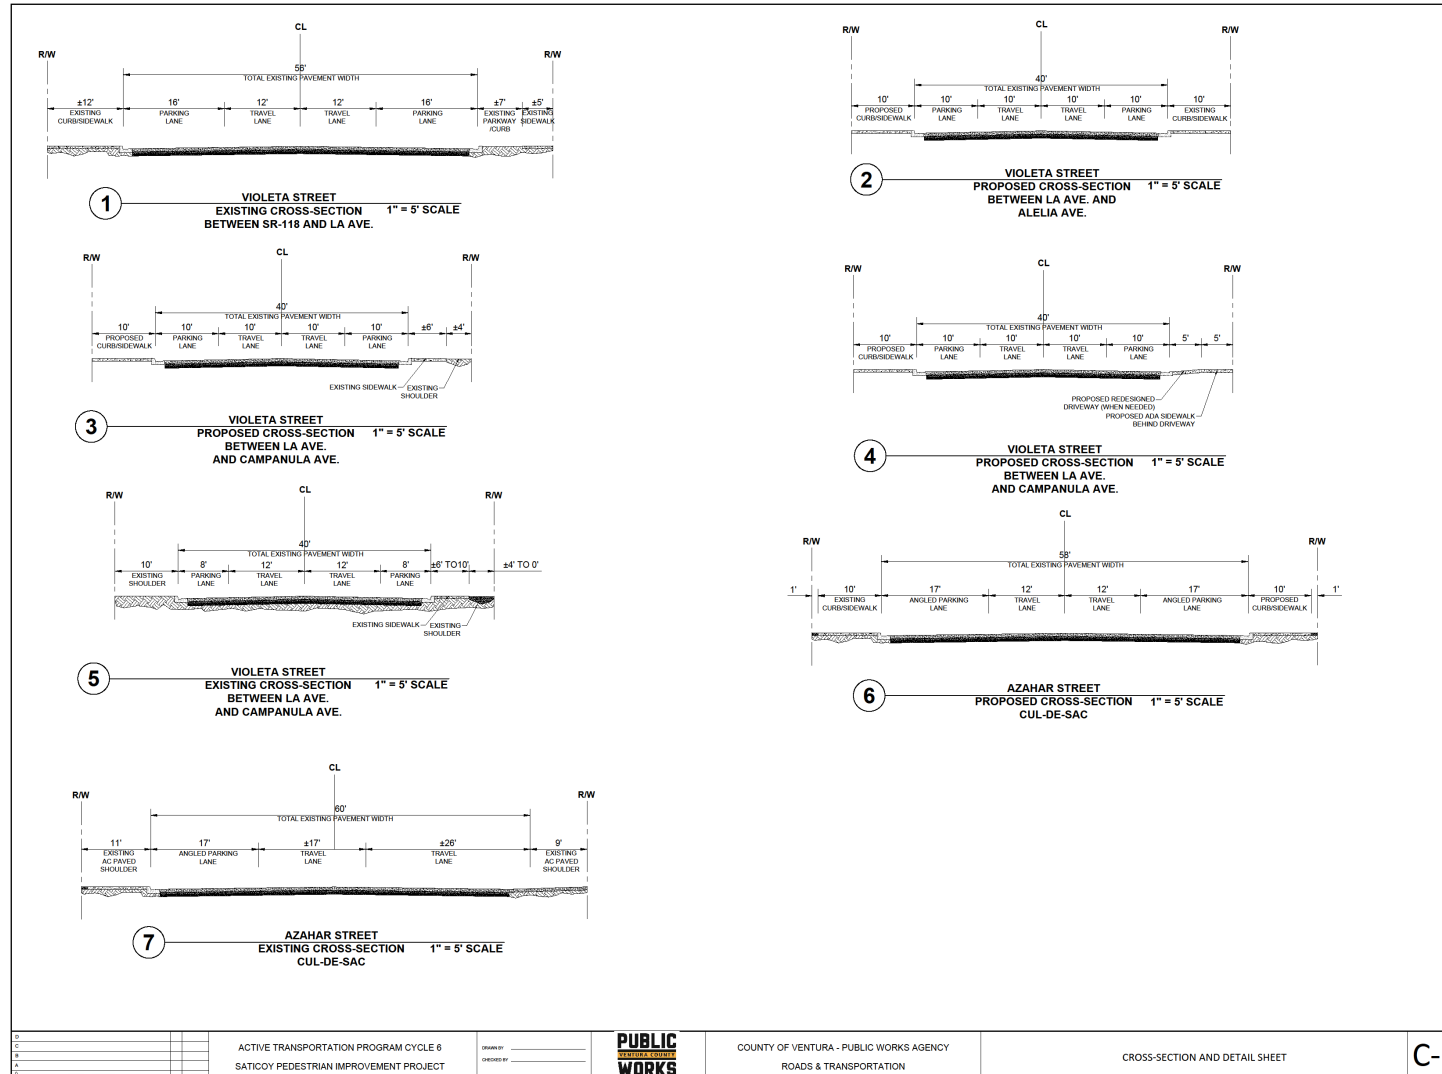 CL
R/W
R/W
56'
TOTAL EXISTING PAVEMENT WIDTH
±12'
EXISTING
CURB/SIDEWALK
16'
PARKING
LANE
12'
TRAVEL
LANE
12'
TRAVEL
LANE
16'
PARKING
LANE
±7'
EXISTING
PARKWAY
/CURB
±5'
EXISTING
SIDEWALK
1
VIOLETA STREET
EXISTING CROSS-SECTION 1" = 5' SCALE
BETWEEN SR-118 AND LA AVE.
CL
R/W
R/W
40'
TOTAL EXISTING PAVEMENT WIDTH
10'
PROPOSED
CURB/SIDEWALK
10'
PARKING
LANE
10'
TRAVEL
LANE
10'
TRAVEL
LANE
10'
PARKING
LANE
10'
EXISTING
CURB/SIDEWALK
2
VIOLETA STREET
PROPOSED CROSS-SECTION 1" = 5' SCALE
BETWEEN LA AVE. AND
ALELIA AVE.
CL
R/W
R/W
40'
TOTAL EXISTING PAVEMENT WIDTH
10'
PROPOSED
CURB/SIDEWALK
10'
PARKING
LANE
10'
TRAVEL
LANE
10'
TRAVEL
LANE
10'
PARKING
LANE
±6'
±4'
EXISTING SIDEWALK
EXISTING
SHOULDER
3
VIOLETA STREET
PROPOSED CROSS-SECTION 1" = 5' SCALE
BETWEEN LA AVE.
AND CAMPANULA AVE.
CL
R/W
R/W
40'
TOTAL EXISTING PAVEMENT WIDTH
10'
PROPOSED
CURB/SIDEWALK
10'
PARKING
LANE
10'
TRAVEL
LANE
10'
TRAVEL
LANE
10'
PARKING
LANE
5'
5'
PROPOSED REDESIGNED
DRIVEWAY (WHEN NEEDED)
PROPOSED ADA SIDEWALK
BEHIND DRIVEWAY
4
VIOLETA STREET
PROPOSED CROSS-SECTION 1" = 5' SCALE
BETWEEN LA AVE.
AND CAMPANULA AVE.
CL
R/W
R/W
40'
TOTAL EXISTING PAVEMENT WIDTH
10'
EXISTING
SHOULDER
8'
PARKING
LANE
12'
TRAVEL
LANE
12'
TRAVEL
LANE
8'
PARKING
LANE
±6' TO10'
±4' TO 0'
EXISTING SIDEWALK
EXISTING
SHOULDER
5
VIOLETA STREET
EXISTING CROSS-SECTION 1" = 5' SCALE
BETWEEN LA AVE.
AND CAMPANULA AVE.
CL
R/W
R/W
58'
TOTAL EXISTING PAVEMENT WIDTH
1'
10'
EXISTING
CURB/SIDEWALK
17'
ANGLED PARKING
LANE
12'
TRAVEL
LANE
12'
TRAVEL
LANE
17'
ANGLED PARKING
LANE
10'
PROPOSED
CURB/SIDEWALK
1'
6
AZAHAR STREET
PROPOSED CROSS-SECTION 1" = 5' SCALE
CUL-DE-SAC
CL
R/W
R/W
60'
TOTAL EXISTING PAVEMENT WIDTH
11'
EXISTING
AC PAVED
SHOULDER
17'
ANGLED PARKING
LANE
±17'
TRAVEL
LANE
±26'
TRAVEL
LANE
9'
EXISTING
AC PAVED
SHOULDER
7
AZAHAR STREET
EXISTING CROSS-SECTION 1" = 5' SCALE
CUL-DE-SAC
D
C
B
A
ACTIVE TRANSPORTATION PROGRAM CYCLE 6
SATICOY PEDESTRIAN IMPROVEMENT PROJECT
DRAWN BY
CHECKED BY
PUBLIC
VENTURA COUNTY
WORKS
COUNTY OF VENTURA - PUBLIC WORKS AGENCY
ROADS & TRANSPORTATION
CROSS-SECTION AND DETAIL SHEET
C-